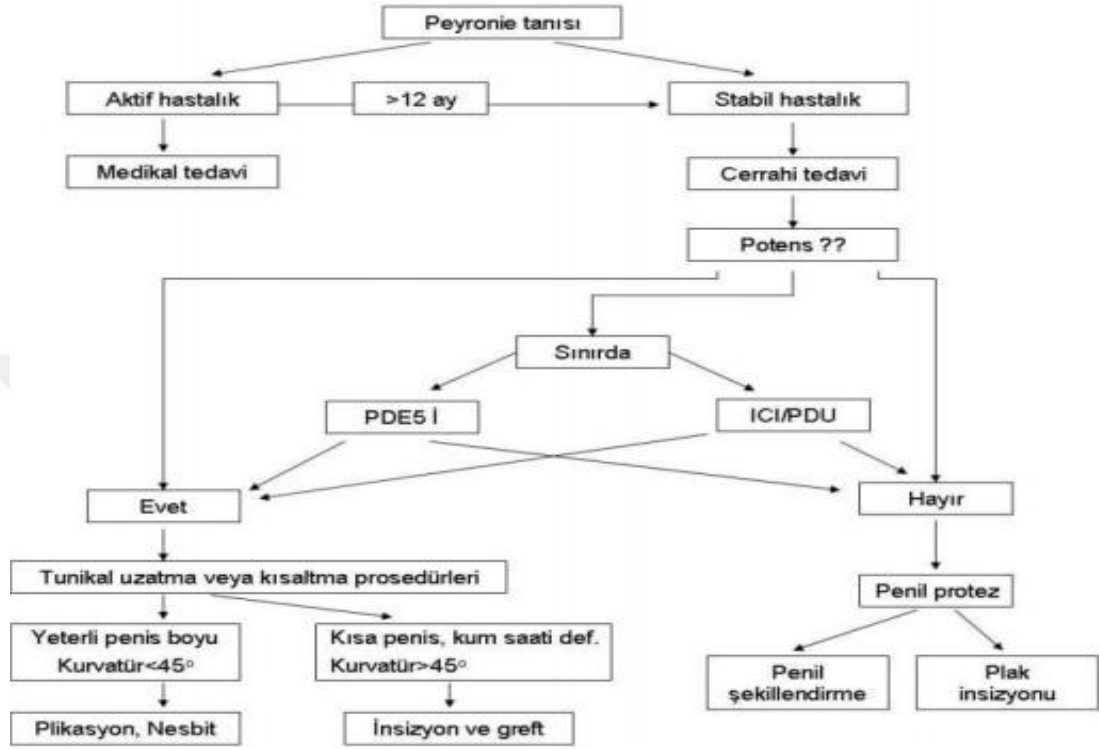 Peyronie tanısı
Aktif hastalık
>12 ay
Stabil hastalık
Medikal tedavi
Cerrahi tedavi
Potens ??
Sınırda
PDE5 İ
ICI/PDU
Evet
Hayır
Tunikal uzatma veya kısaltma prosedürleri
Penil protez
Yeterli penis boyu
Kurvatür<45°
Kısa penis, kum saati def.
Kurvatür>45°
Penil
şekillendirme
Plak
insizyonu
Plikasyon, Nesbit
İnsizyon ve greft